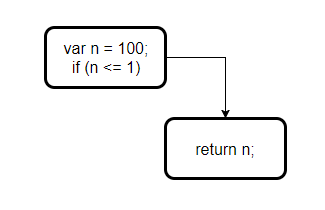 var n = 100;
if (n <= 1)
return n;